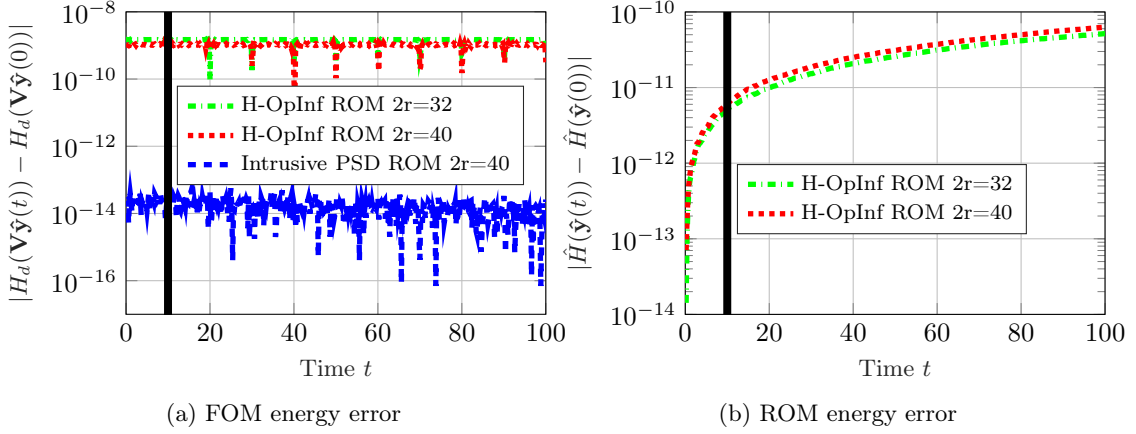 10⁻⁸
10⁻¹⁰
10⁻¹²
10⁻¹⁴
10⁻¹⁶
|H_d(Vŷ(t)) − H_d(Vŷ(0))|
H-OpInf ROM 2r=32
H-OpInf ROM 2r=40
Intrusive PSD ROM 2r=40
0 20 40 60 80 100
Time t
(a) FOM energy error
10⁻¹⁰
10⁻¹¹
10⁻¹²
10⁻¹³
10⁻¹⁴
|Ĥ(ŷ(t)) − Ĥ(ŷ(0))|
H-OpInf ROM 2r=32
H-OpInf ROM 2r=40
0 20 40 60 80 100
Time t
(b) ROM energy error